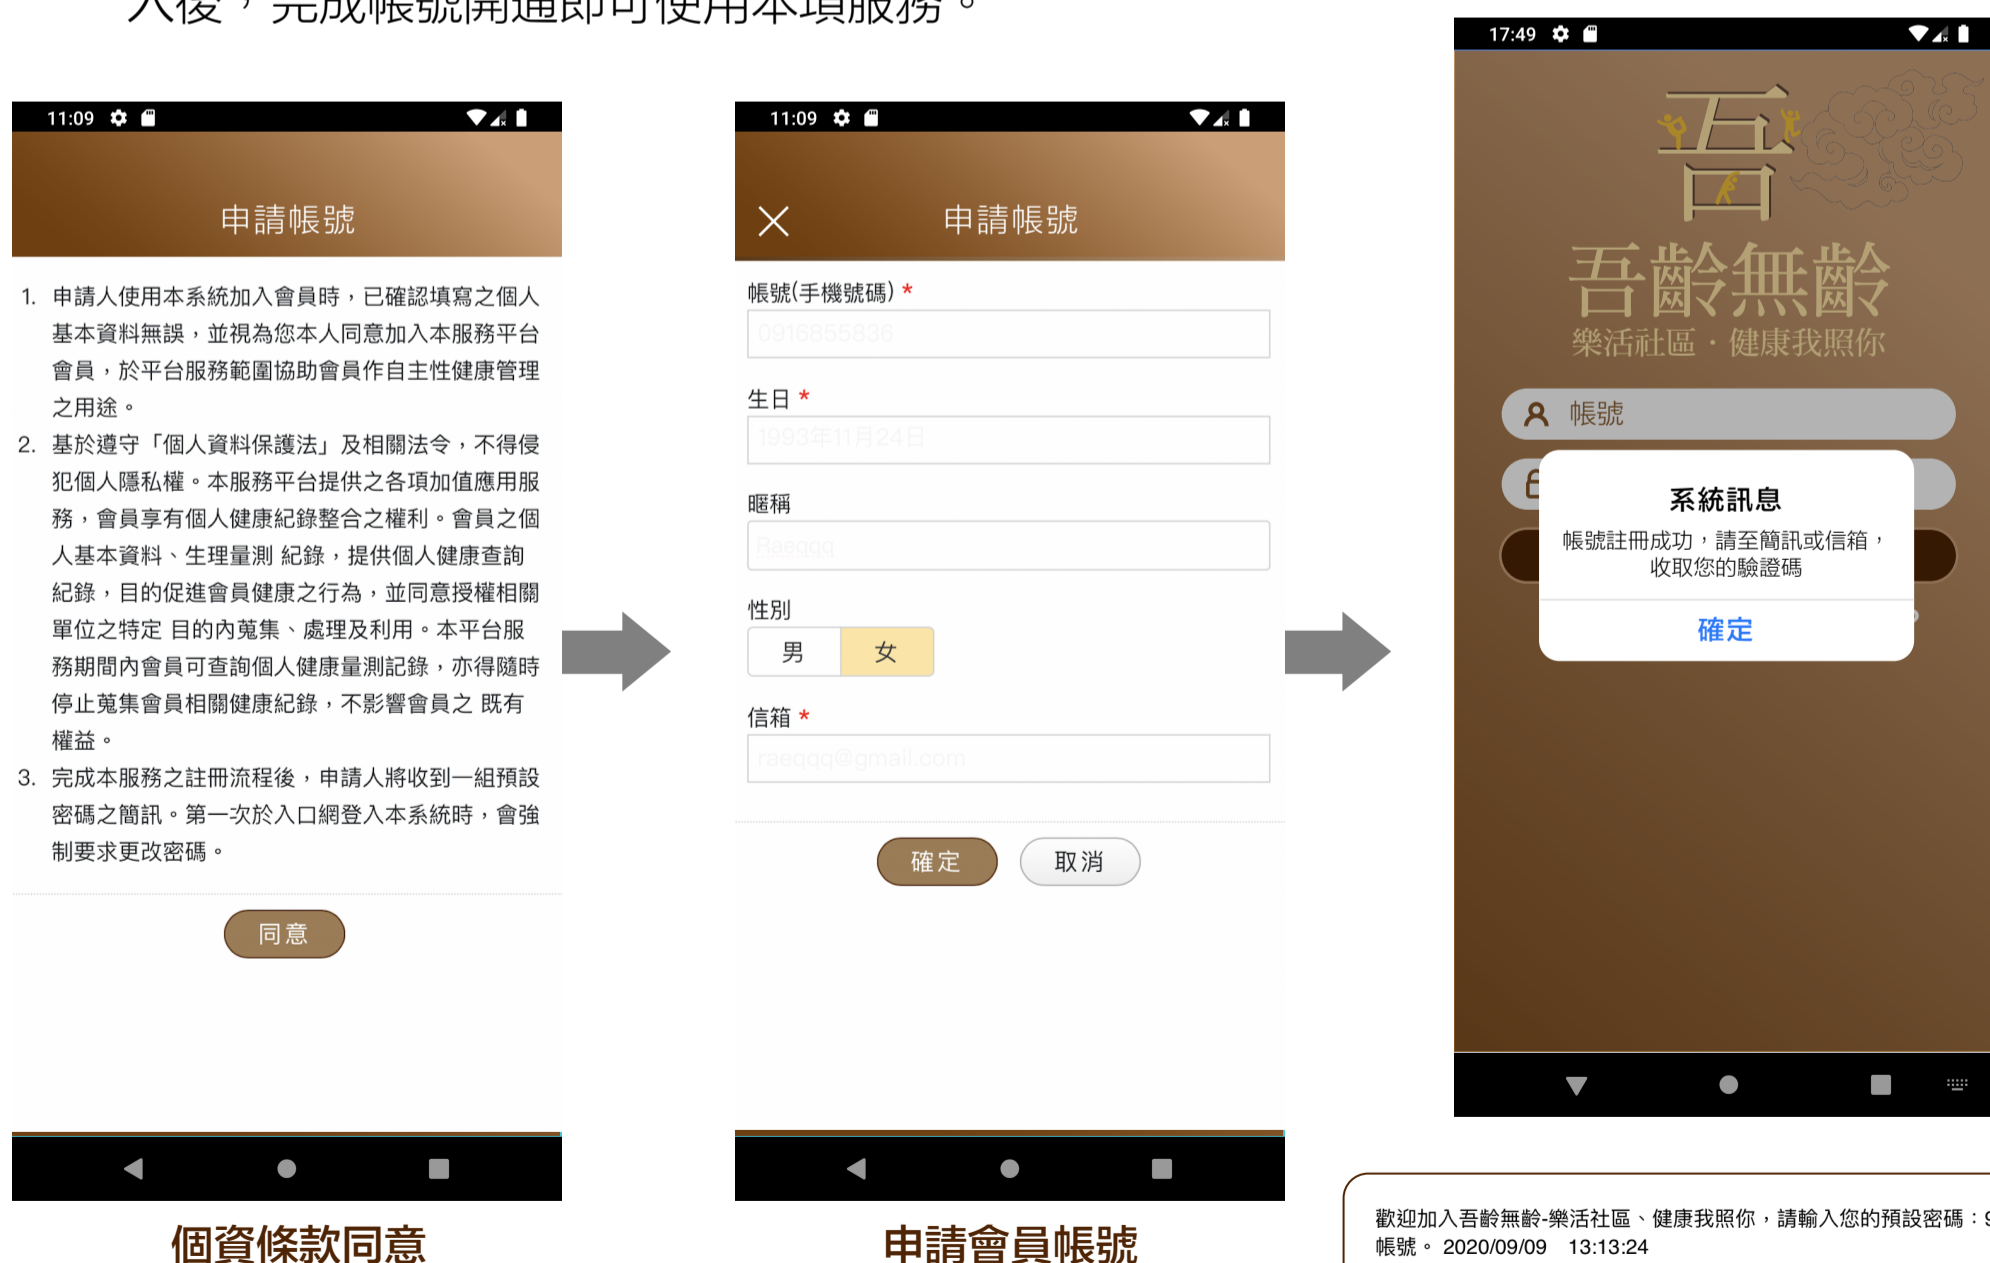 入後，完成帳號開通即可使用本項服務。
11:09
申請帳號
1. 申請人使用本系統加入會員時，已確認填寫之個人
基本資料無誤，並視為您本人同意加入本服務平台
會員，於平台服務範圍協助會員作自主性健康管理
之用途。
2. 基於遵守「個人資料保護法」及相關法令，不得侵
犯個人隱私權。本服務平台提供之各項加值應用服
務，會員享有個人健康紀錄整合之權利。會員之個
人基本資料、生理量測 紀錄，提供個人健康查詢
紀錄，目的促進會員健康之行為，並同意授權相關
單位之特定 目的內蒐集、處理及利用。本平台服
務期間內會員可查詢個人健康量測記錄，亦得隨時
停止蒐集會員相關健康紀錄，不影響會員之 既有
權益。
3. 完成本服務之註冊流程後，申請人將收到一組預設
密碼之簡訊。第一次於入口網登入本系統時，會強
制要求更改密碼。
同意
個資條款同意
11:09
申請帳號
帳號(手機號碼) *
0916855836
生日 *
1993年11月24日
暱稱
Raeqqq
性別
男 女
信箱 *
raeqqq@gmail.com
確定 取消
申請會員帳號
17:49
吾
吾齡無齡
樂活社區・健康我照你
帳號
系統訊息
帳號註冊成功，請至簡訊或信箱，
收取您的驗證碼
確定
歡迎加入吾齡無齡-樂活社區、健康我照你，請輸入您的預設密碼：9
帳號。 2020/09/09 13:13:24